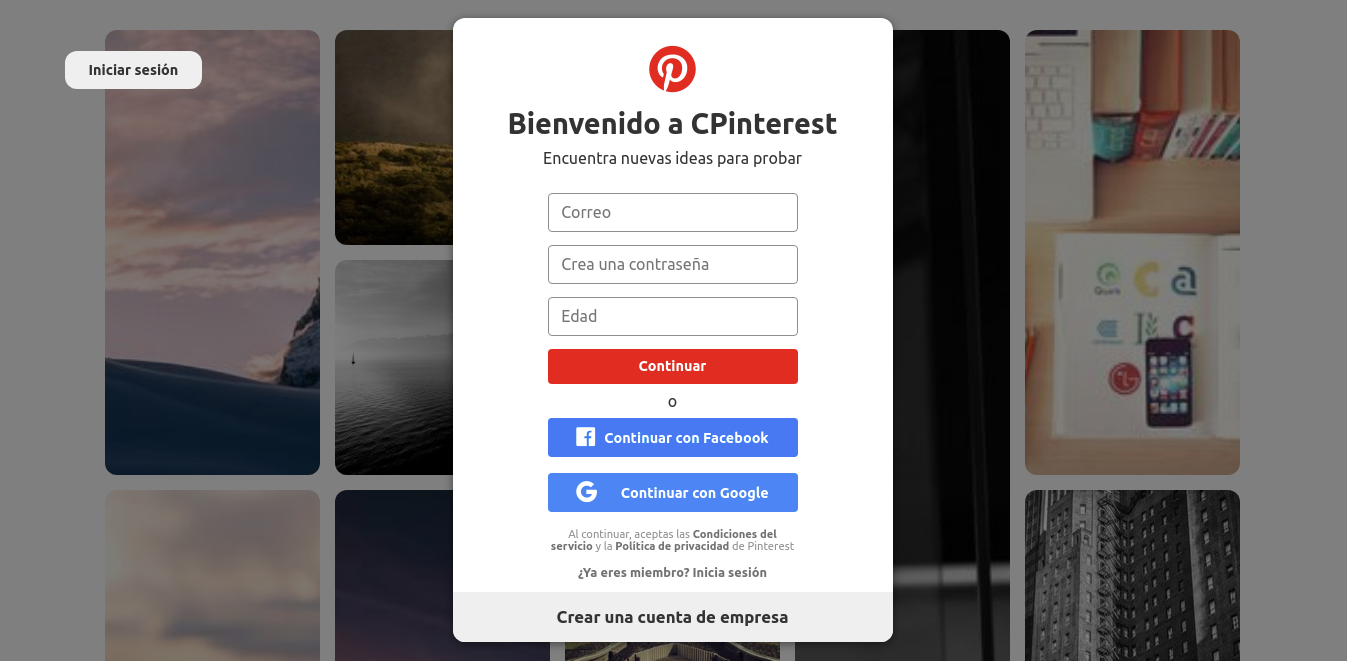 Iniciar sesión
Bienvenido a CPinterest
Encuentra nuevas ideas para probar
Correo
Crea una contraseña
Edad
Continuar
o
Continuar con Facebook
Continuar con Google
Al continuar, aceptas las Condiciones del
servicio y la Política de privacidad de Pinterest
¿Ya eres miembro? Inicia sesión
Crear una cuenta de empresa
c a
LG